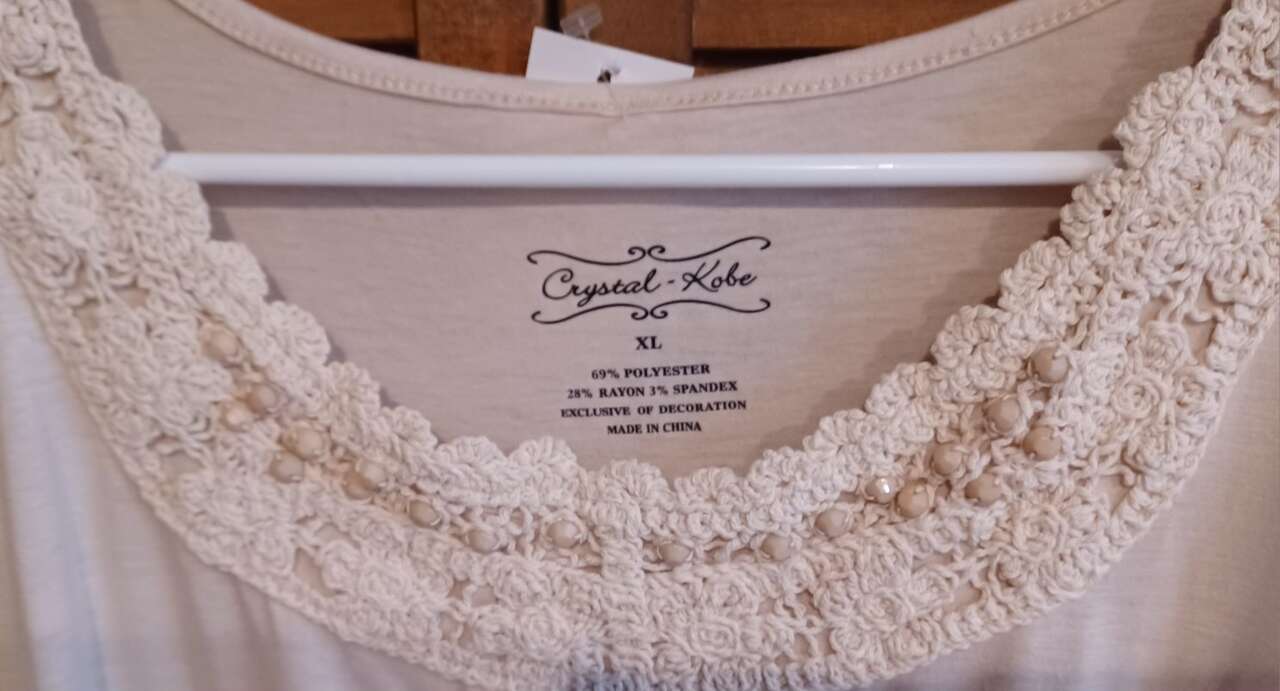 Crystal - Kobe
XL
69% POLYESTER
28% RAYON 3% SPANDEX
EXCLUSIVE OF DECORATION
MADE IN CHINA